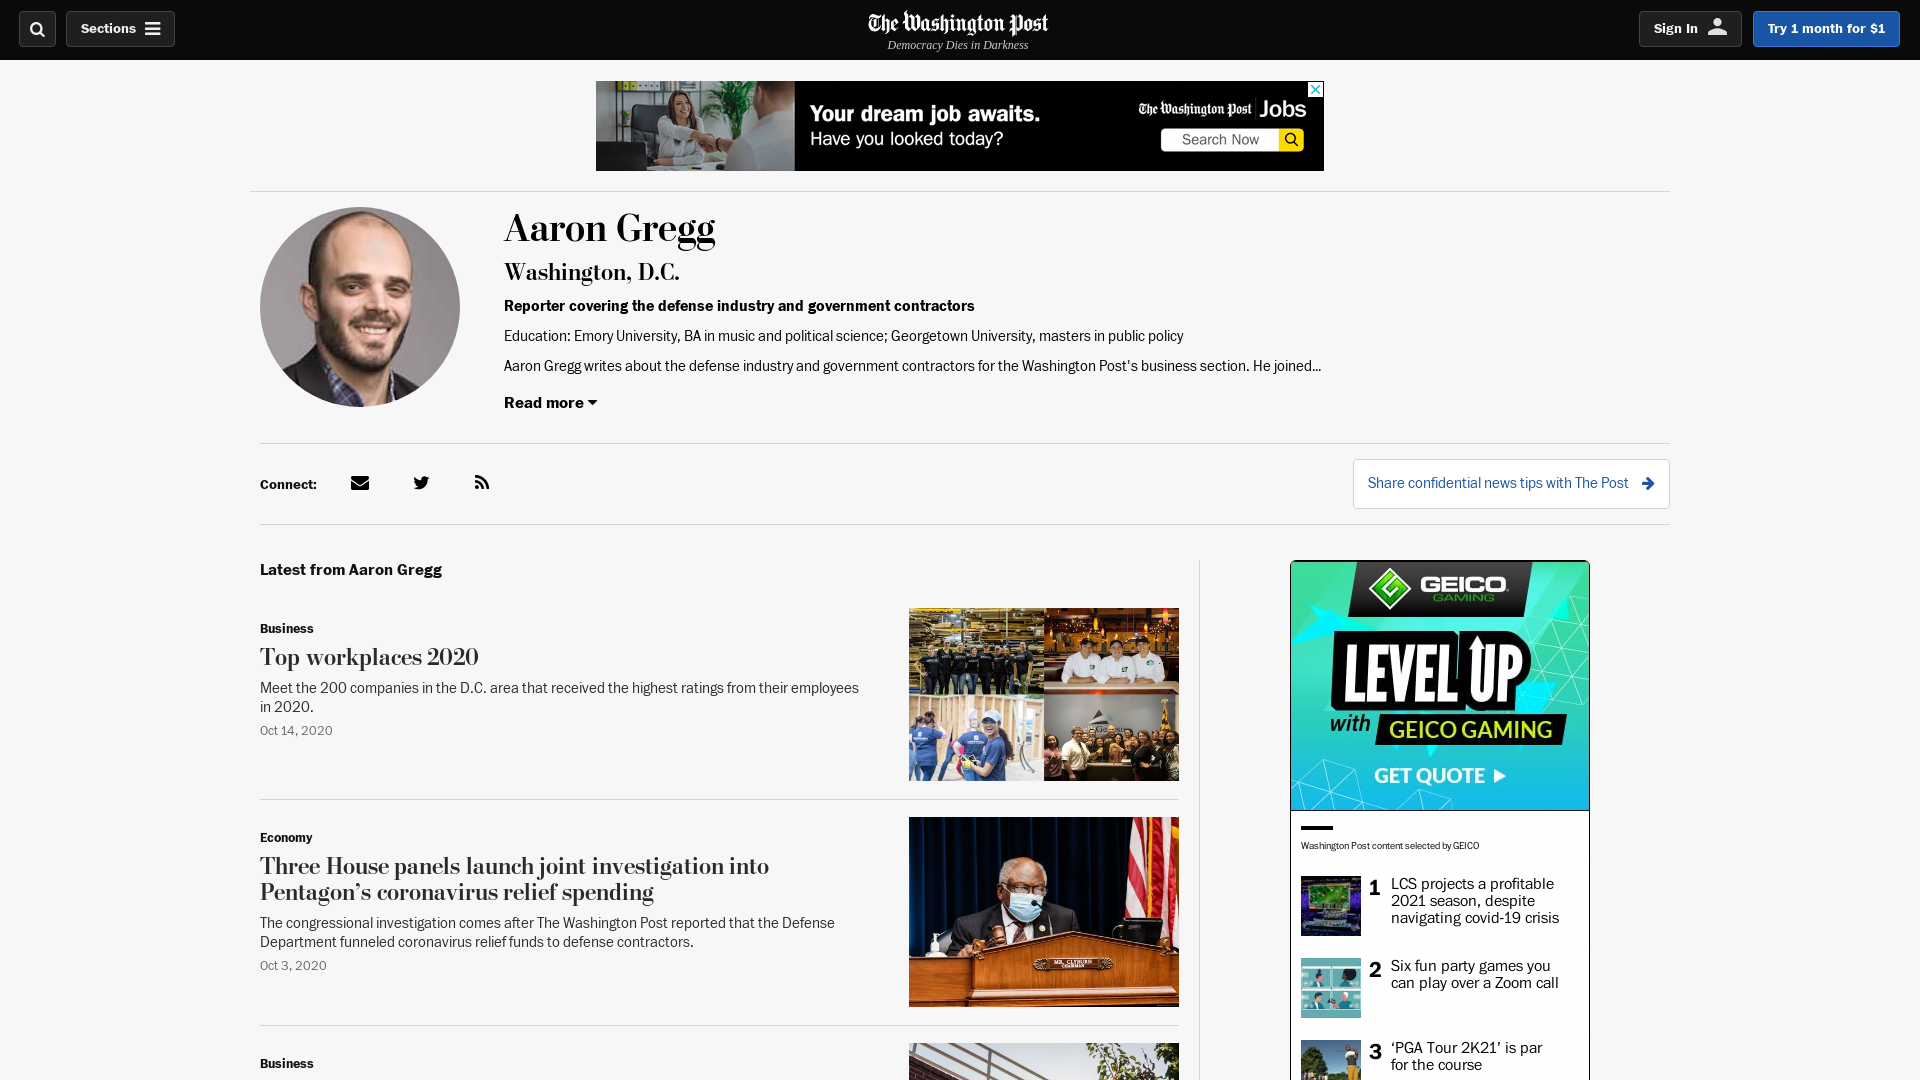 Sections
The Washington Post
Democracy Dies in Darkness
Sign In
Try 1 month for $1
Your dream job awaits.
Have you looked today?
The Washington Post Jobs
Search Now
Aaron Gregg
Washington, D.C.
Reporter covering the defense industry and government contractors
Education: Emory University, BA in music and political science; Georgetown University, masters in public policy
Aaron Gregg writes about the defense industry and government contractors for the Washington Post's business section. He joined...
Read more
Connect:
Share confidential news tips with The Post
Latest from Aaron Gregg
Business
Top workplaces 2020
Meet the 200 companies in the D.C. area that received the highest ratings from their employees
in 2020.
Oct 14, 2020
Economy
Three House panels launch joint investigation into
Pentagon’s coronavirus relief spending
The congressional investigation comes after The Washington Post reported that the Defense
Department funneled coronavirus relief funds to defense contractors.
Oct 3, 2020
MR. CLYBURN
CHAIRMAN
Business
GEICO
GAMING
LEVEL UP
with GEICO GAMING
GET QUOTE
Washington Post content selected by GEICO
1 LCS projects a profitable
2021 season, despite
navigating covid-19 crisis
2 Six fun party games you
can play over a Zoom call
3 ‘PGA Tour 2K21’ is par
for the course